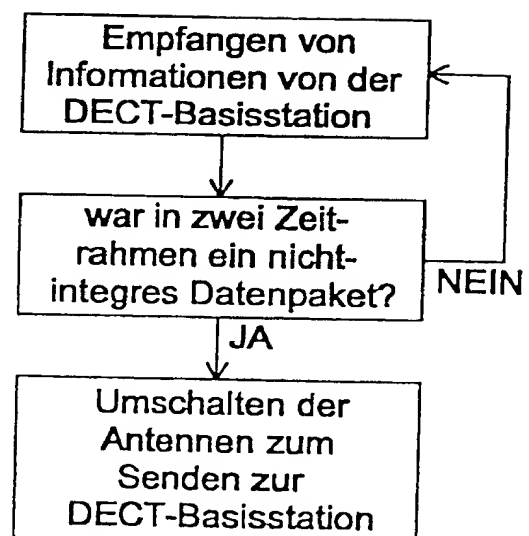 Empfangen von
Informationen von der
DECT-Basisstation
war in zwei Zeit-
rahmen ein nicht-
integres Datenpaket?
NEIN
JA
Umschalten der
Antennen zum
Senden zur
DECT-Basisstation